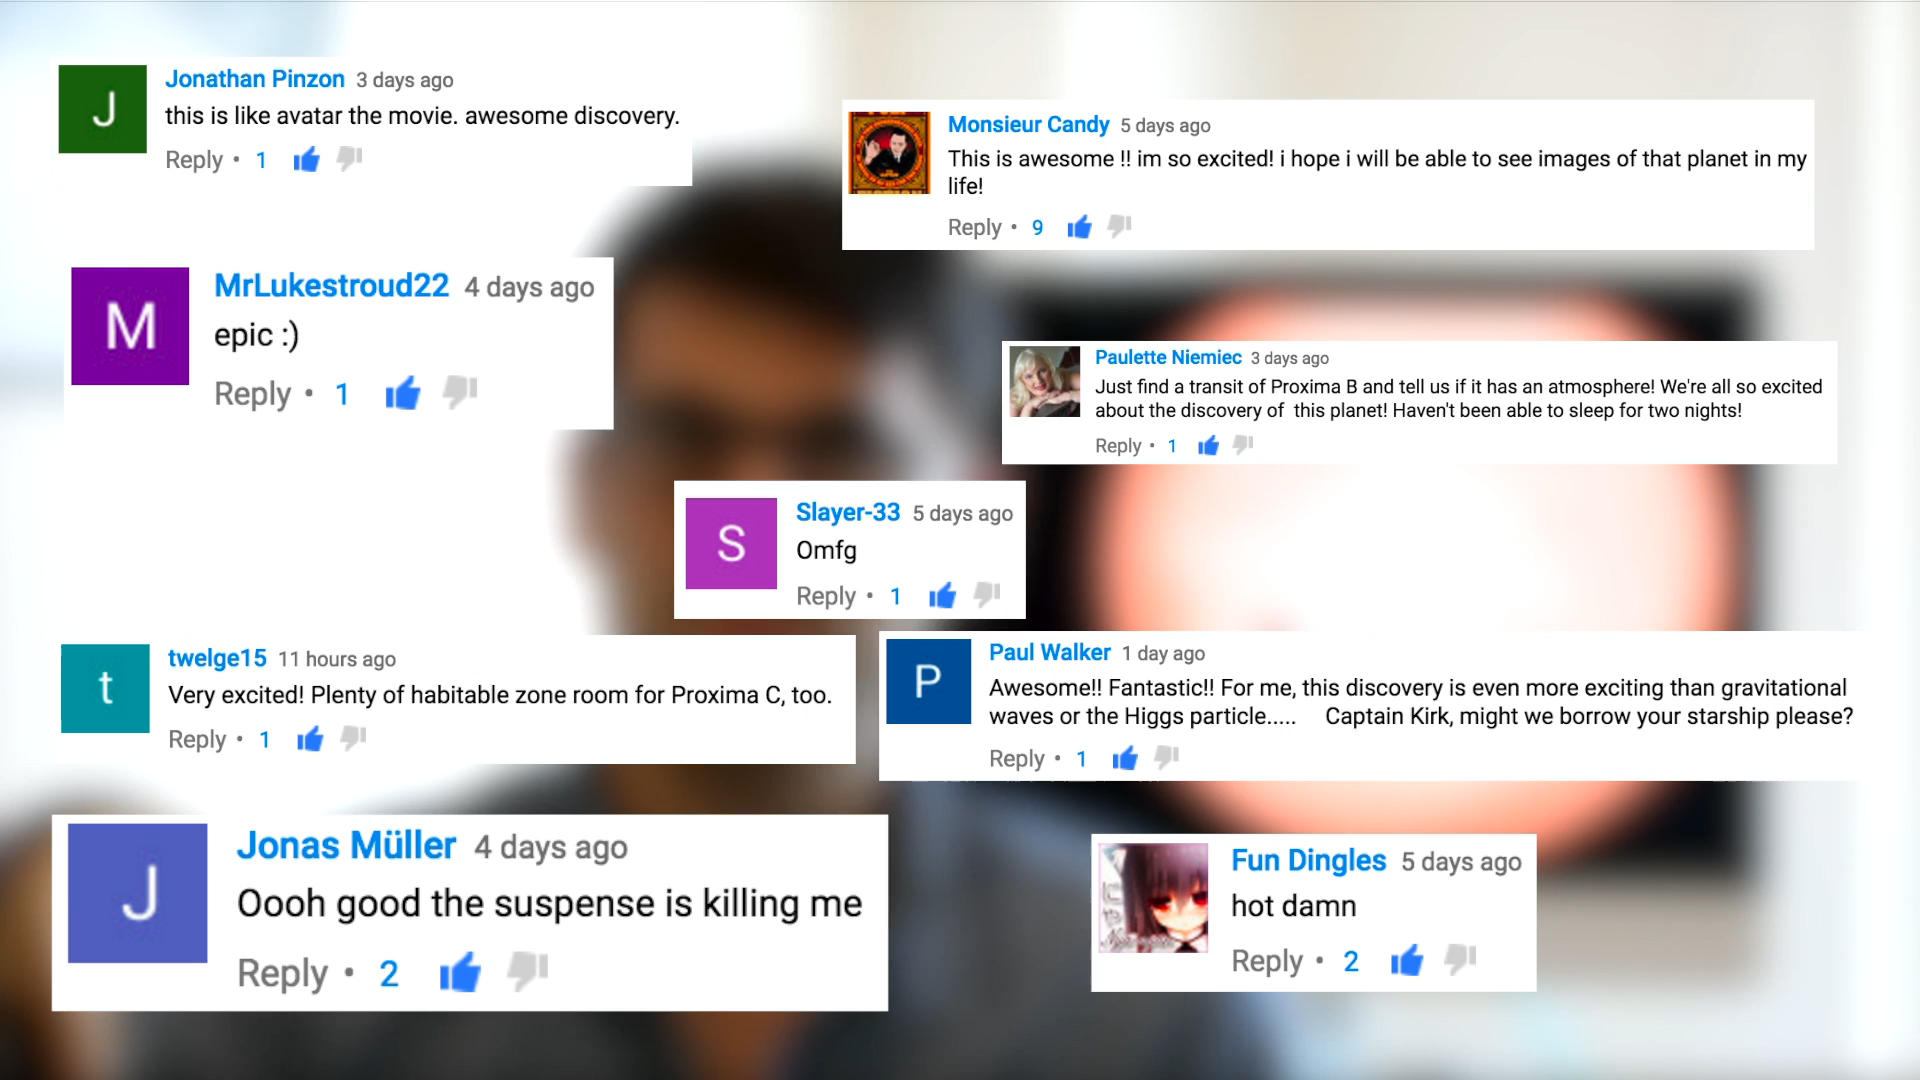 J
Jonathan Pinzon 3 days ago
this is like avatar the movie. awesome discovery.
Reply • 1
Monsieur Candy 5 days ago
This is awesome !! im so excited! i hope i will be able to see images of that planet in my
life!
Reply • 9
M
MrLukestroud22 4 days ago
epic :)
Reply • 1
Paulette Niemiec 3 days ago
Just find a transit of Proxima B and tell us if it has an atmosphere! We're all so excited
about the discovery of  this planet! Haven't been able to sleep for two nights!
Reply • 1
S
Slayer-33 5 days ago
Omfg
Reply • 1
t
twelge15 11 hours ago
Very excited! Plenty of habitable zone room for Proxima C, too.
Reply • 1
P
Paul Walker 1 day ago
Awesome!! Fantastic!! For me, this discovery is even more exciting than gravitational
waves or the Higgs particle..... Captain Kirk, might we borrow your starship please?
Reply • 1
J
Jonas Müller 4 days ago
Oooh good the suspense is killing me
Reply • 2
Fun Dingles 5 days ago
hot damn
Reply • 2